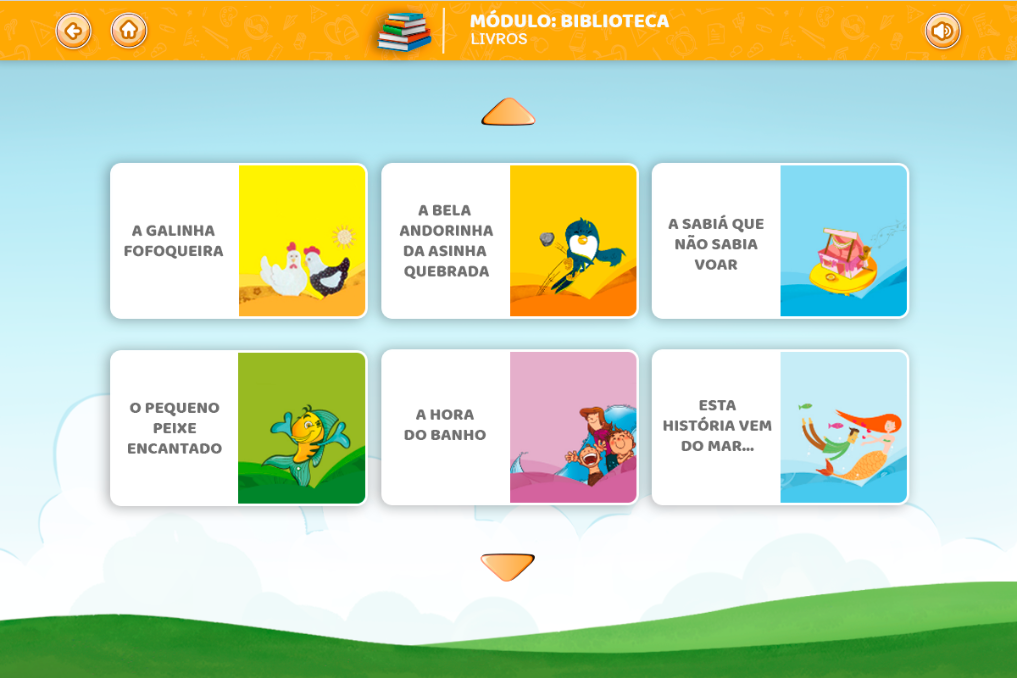 MÓDULO: BIBLIOTECA
LIVROS
A GALINHA
FOFOQUEIRA
A BELA
ANDORINHA
DA ASINHA
QUEBRADA
A SABIÁ QUE
NÃO SABIA
VOAR
O PEQUENO
PEIXE
ENCANTADO
A HORA
DO BANHO
ESTA
HISTÓRIA VEM
DO MAR...